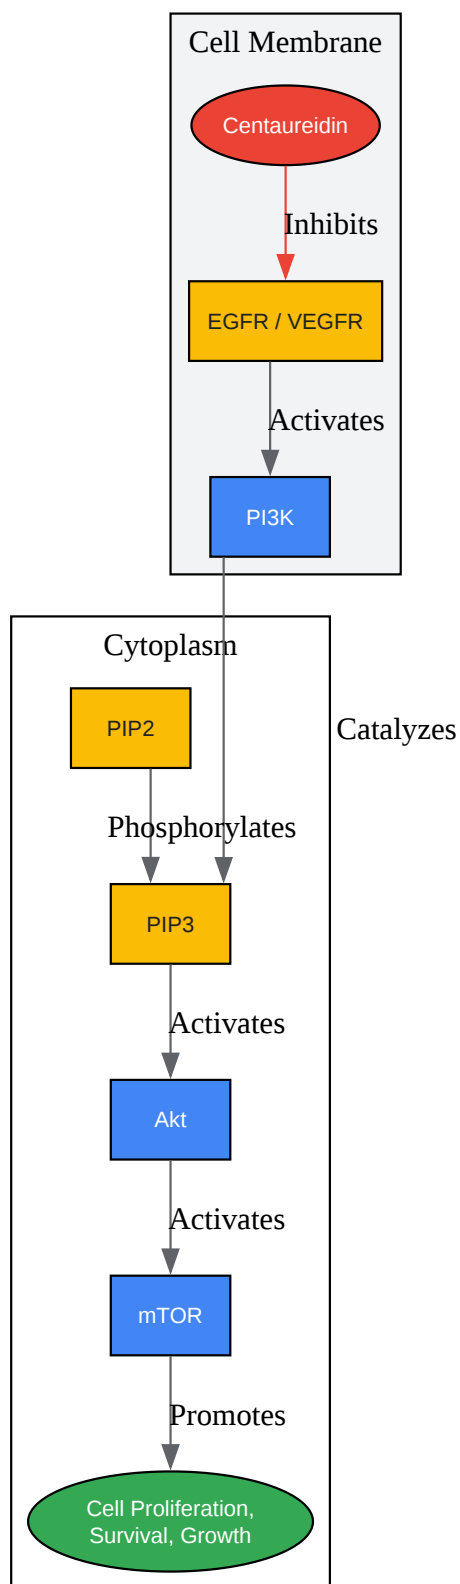 Cell Membrane
Centaureidin
Inhibits
EGFR / VEGFR
Activates
PI3K
Cytoplasm
PIP2
Catalyzes
Phosphorylates
PIP3
Activates
Akt
Activates
mTOR
Promotes
Cell Proliferation,
Survival, Growth